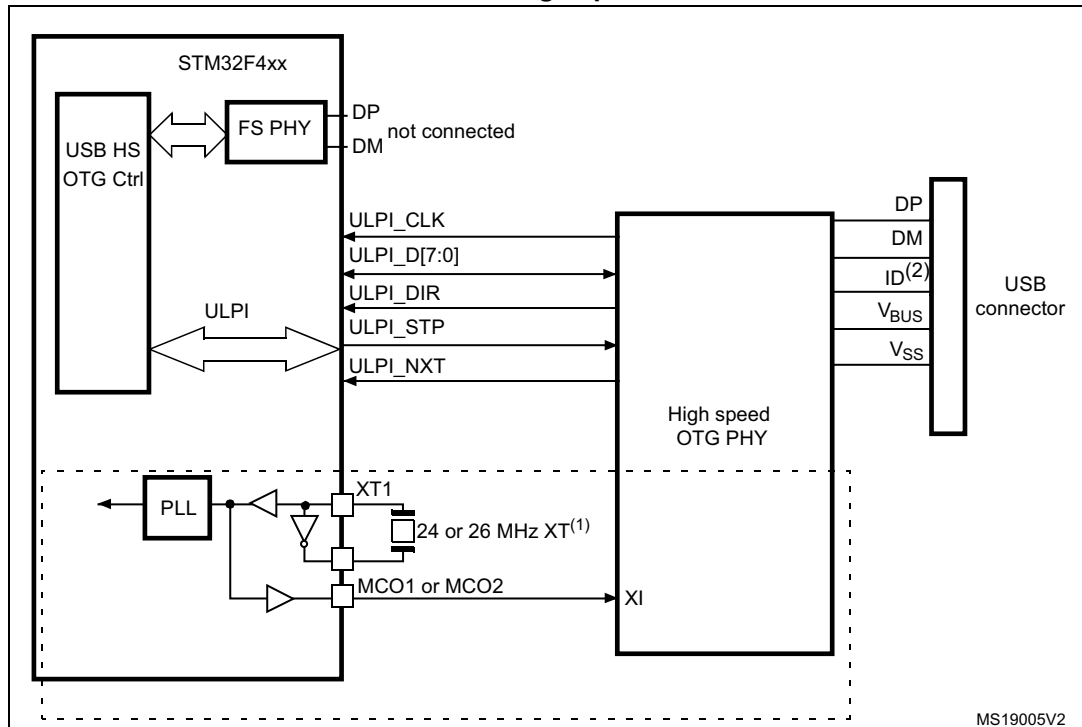 STM32F4xx
FS PHY
DP
not connected
DM
USB HS
OTG Ctrl
ULPI_CLK
ULPI_D[7:0]
ULPI_DIR
ULPI_STP
ULPI_NXT
ULPI
High speed
OTG PHY
DP
DM
ID(2)
VBUS
VSS
USB
connector
PLL
XT1
24 or 26 MHz XT(1)
MCO1 or MCO2
XI
MS19005V2